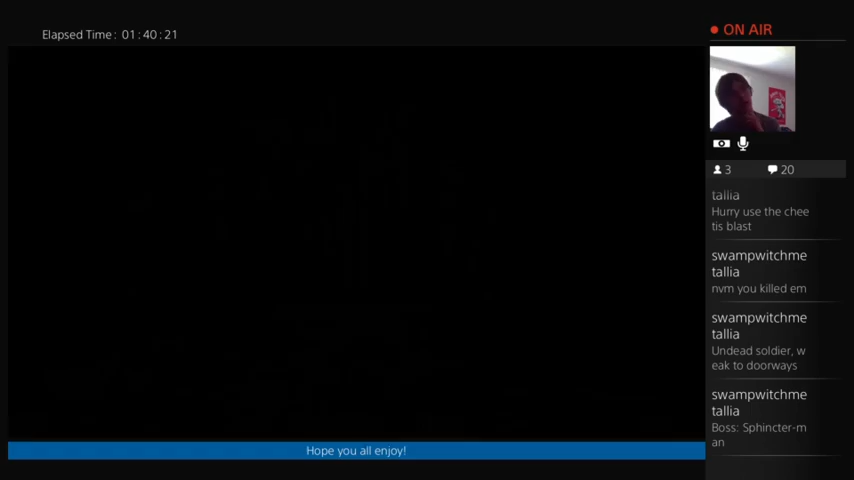 Elapsed Time: 01:40:21
ON AIR
3
20
tallia
Hurry use the chee
tis blast
swampwitchme
tallia
nvm you killed em
swampwitchme
tallia
Undead soldier, w
eak to doorways
swampwitchme
tallia
Boss: Sphincter-m
an
Hope you all enjoy!